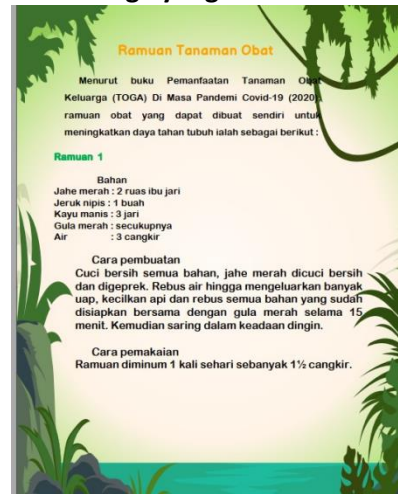 Ramuan Tanaman Obat
Menurut buku Pemanfaatan Tanaman Obat
Keluarga (TOGA) Di Masa Pandemi Covid-19 (2020),
ramuan obat yang dapat dibuat sendiri untuk
meningkatkan daya tahan tubuh ialah sebagai berikut :
Ramuan 1
Bahan
Jahe merah : 2 ruas ibu jari
Jeruk nipis : 1 buah
Kayu manis : 3 jari
Gula merah : secukupnya
Air : 3 cangkir
Cara pembuatan
Cuci bersih semua bahan, jahe merah dicuci bersih
dan digeprek. Rebus air hingga mengeluarkan banyak
uap, kecilkan api dan rebus semua bahan yang sudah
disiapkan bersama dengan gula merah selama 15
menit. Kemudian saring dalam keadaan dingin.
Cara pemakaian
Ramuan diminum 1 kali sehari sebanyak 1½ cangkir.